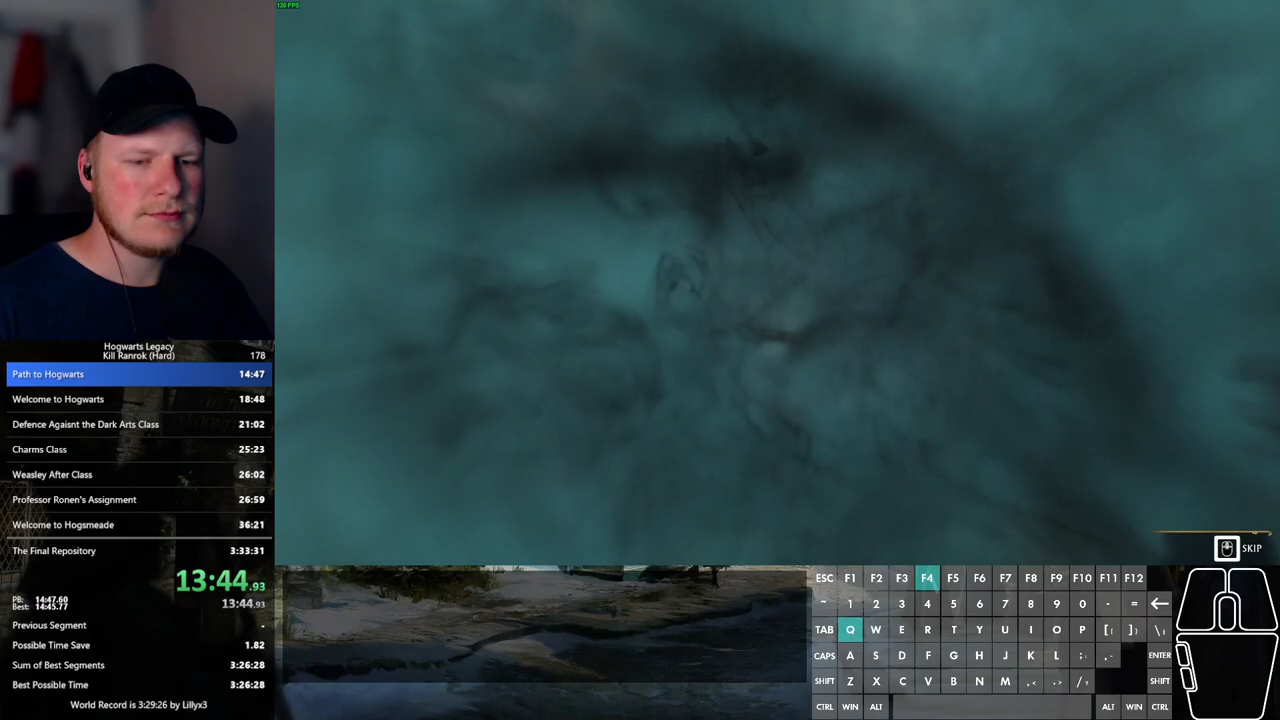 120 FPS
Hogwarts Legacy
Kill Ranrok (Hard) 178
Path to Hogwarts 14:47
Welcome to Hogwarts 18:48
Defence Agaisnt the Dark Arts Class 21:02
Charms Class 25:23
Weasley After Class 26:02
Professor Ronen's Assignment 26:59
Welcome to Hogsmeade 36:21
The Final Repository 3:33:31
13:44.93
PB: 14:47.60
Best: 14:45.77
13:44.93
Previous Segment -
Possible Time Save 1.82
Sum of Best Segments 3:26:28
Best Possible Time 3:26:28
World Record is 3:29:26 by Lillyx3
SKIP
ESC F1 F2 F3 F4 F5 F6 F7 F8 F9 F10 F11 F12
~ 1 2 3 4 5 6 7 8 9 0 - =
TAB Q W E R T Y U I O P [{ ]} \|
CAPS A S D F G H J K L ;: ,- ENTER
SHIFT Z X C V B N M ,< .> /? SHIFT
CTRL WIN ALT ALT WIN CTRL